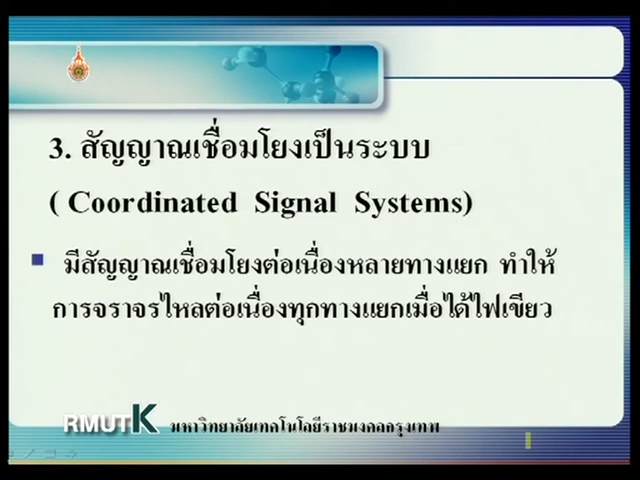 3. สัญญาณเชื่อมโยงเป็นระบบ
( Coordinated Signal Systems)
มีสัญญาณเชื่อมโยงต่อเนื่องหลายทางแยก ทำให้
การจราจรไหลต่อเนื่องทุกทางแยกเมื่อได้ไฟเขียว
RMUTK มหาวิทยาลัยเทคโนโลยีราชมงคลกรุงเทพ